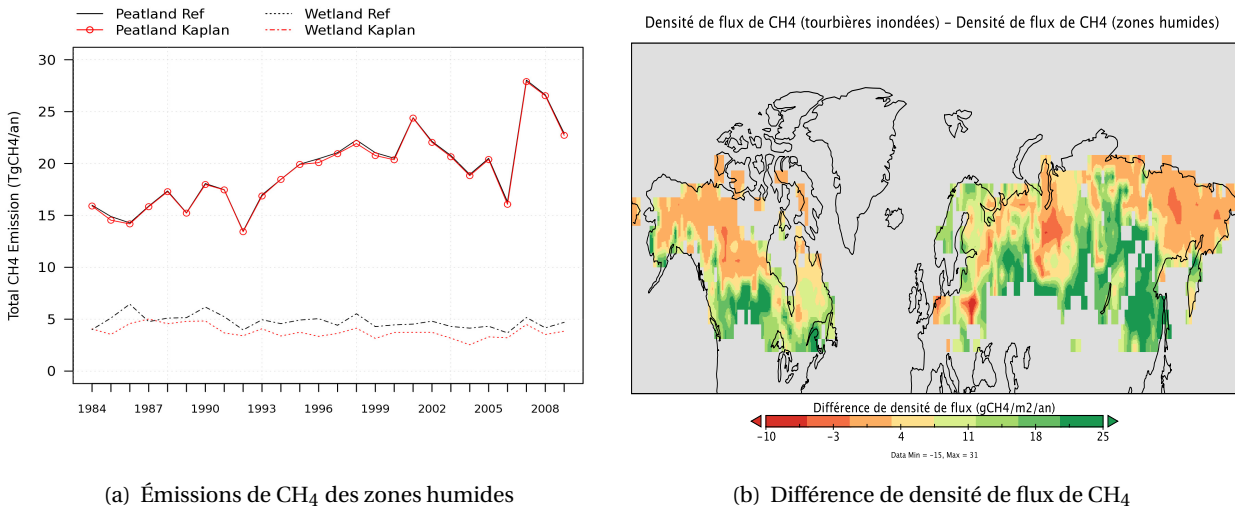 Peatland Ref
Peatland Kaplan
Wetland Ref
Wetland Kaplan
Total CH4 Emission (TgCH4/an)
30
25
20
15
10
5
0
1984 1987 1990 1993 1996 1999 2002 2005 2008
(a) Émissions de CH4 des zones humides
Densité de flux de CH4 (tourbières inondées) – Densité de flux de CH4 (zones humides)
Différence de densité de flux (gCH4/m2/an)
−10 −3 4 11 18 25
Data Min = −15, Max = 31
(b) Différence de densité de flux de CH4